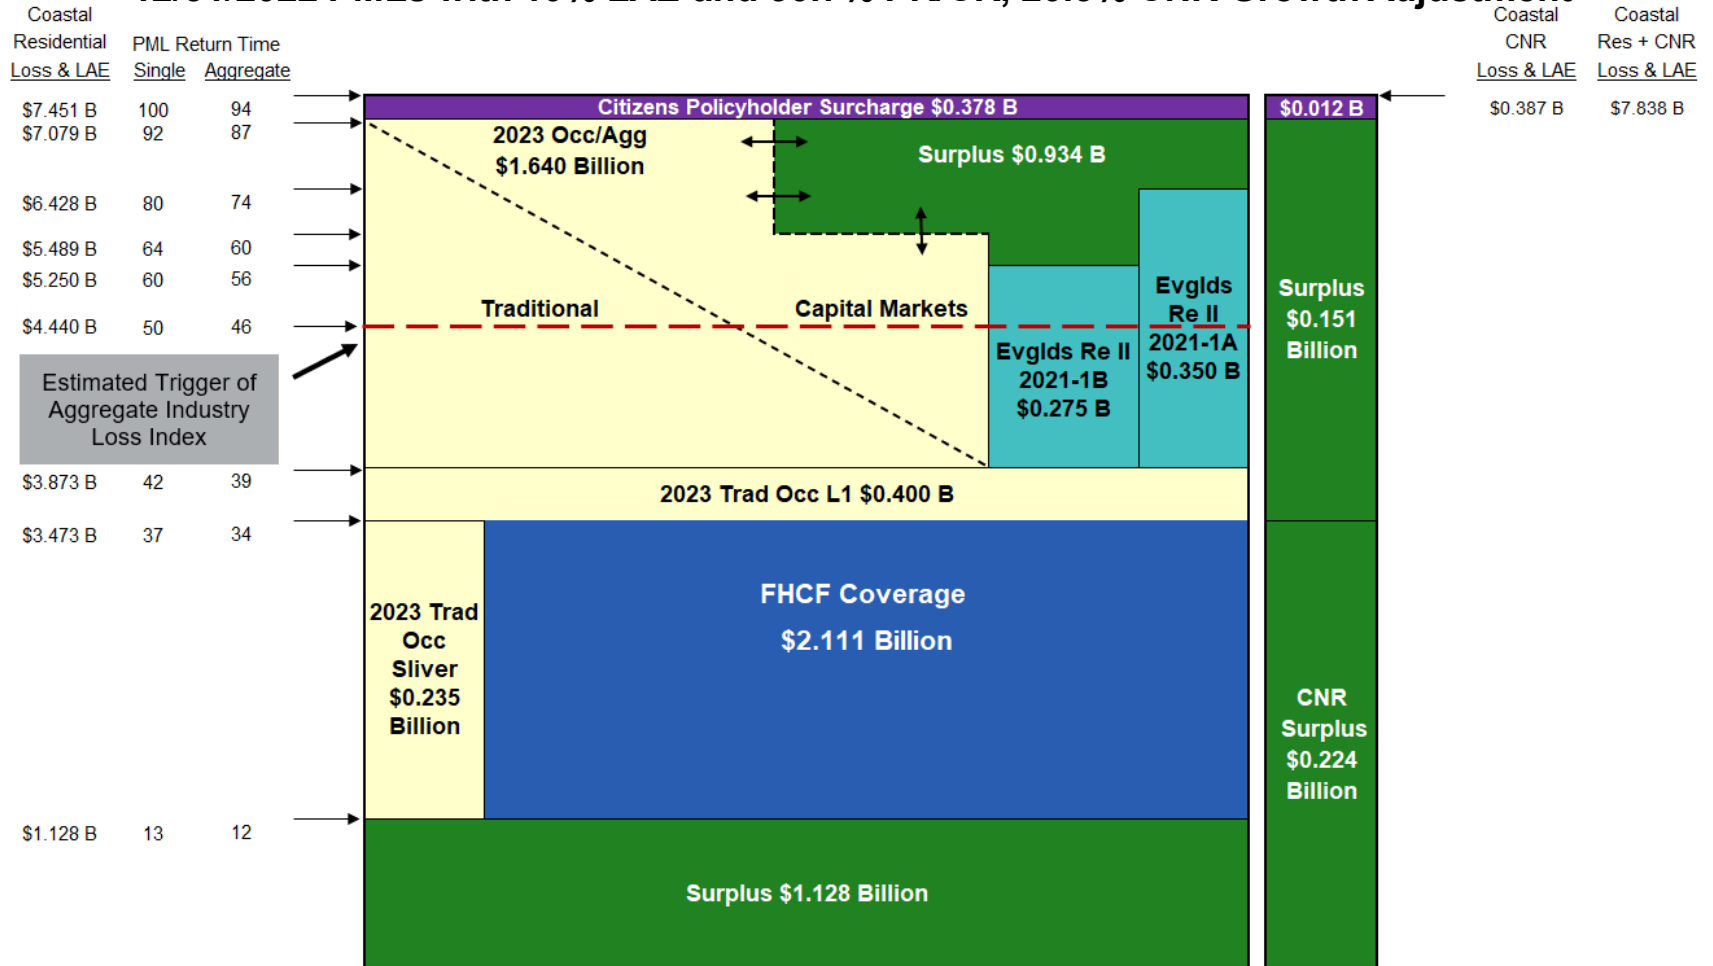 Coastal
Residential
Loss & LAE
PML Return Time
Single Aggregate
Coastal
CNR
Loss & LAE
Coastal
Res + CNR
Loss & LAE
$7.451 B 100 94
Citizens Policyholder Surcharge $0.378 B
$0.012 B
$0.387 B $7.838 B
$7.079 B 92 87
2023 Occ/Agg
$1.640 Billion
Surplus $0.934 B
$6.428 B 80 74
$5.489 B 64 60
$5.250 B 60 56
$4.440 B 50 46
Traditional
Capital Markets
Evglds Re II
2021-1B
$0.275 B
Evglds
Re II
2021-1A
$0.350 B
Surplus
$0.151
Billion
Estimated Trigger of
Aggregate Industry
Loss Index
$3.873 B 42 39
2023 Trad Occ L1 $0.400 B
$3.473 B 37 34
2023 Trad
Occ
Sliver
$0.235
Billion
FHCF Coverage
$2.111 Billion
CNR
Surplus
$0.224
Billion
$1.128 B 13 12
Surplus $1.128 Billion